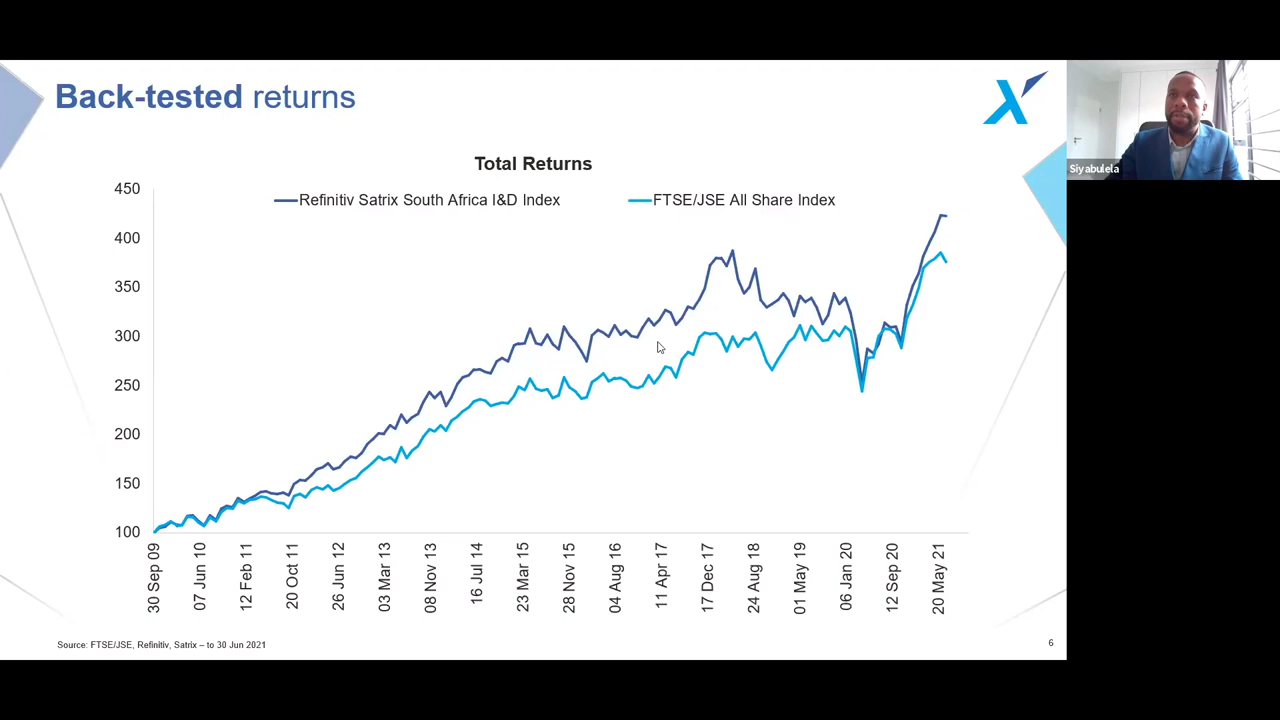 Back-tested returns
Siyabulela
Total Returns
Refinitiv Satrix South Africa I&D Index
FTSE/JSE All Share Index
450
400
350
300
250
200
150
100
30 Sep 09
07 Jun 10
12 Feb 11
20 Oct 11
26 Jun 12
03 Mar 13
08 Nov 13
16 Jul 14
23 Mar 15
28 Nov 15
04 Aug 16
11 Apr 17
17 Dec 17
24 Aug 18
01 May 19
06 Jan 20
12 Sep 20
20 May 21
Source: FTSE/JSE, Refinitiv, Satrix – to 30 Jun 2021
6